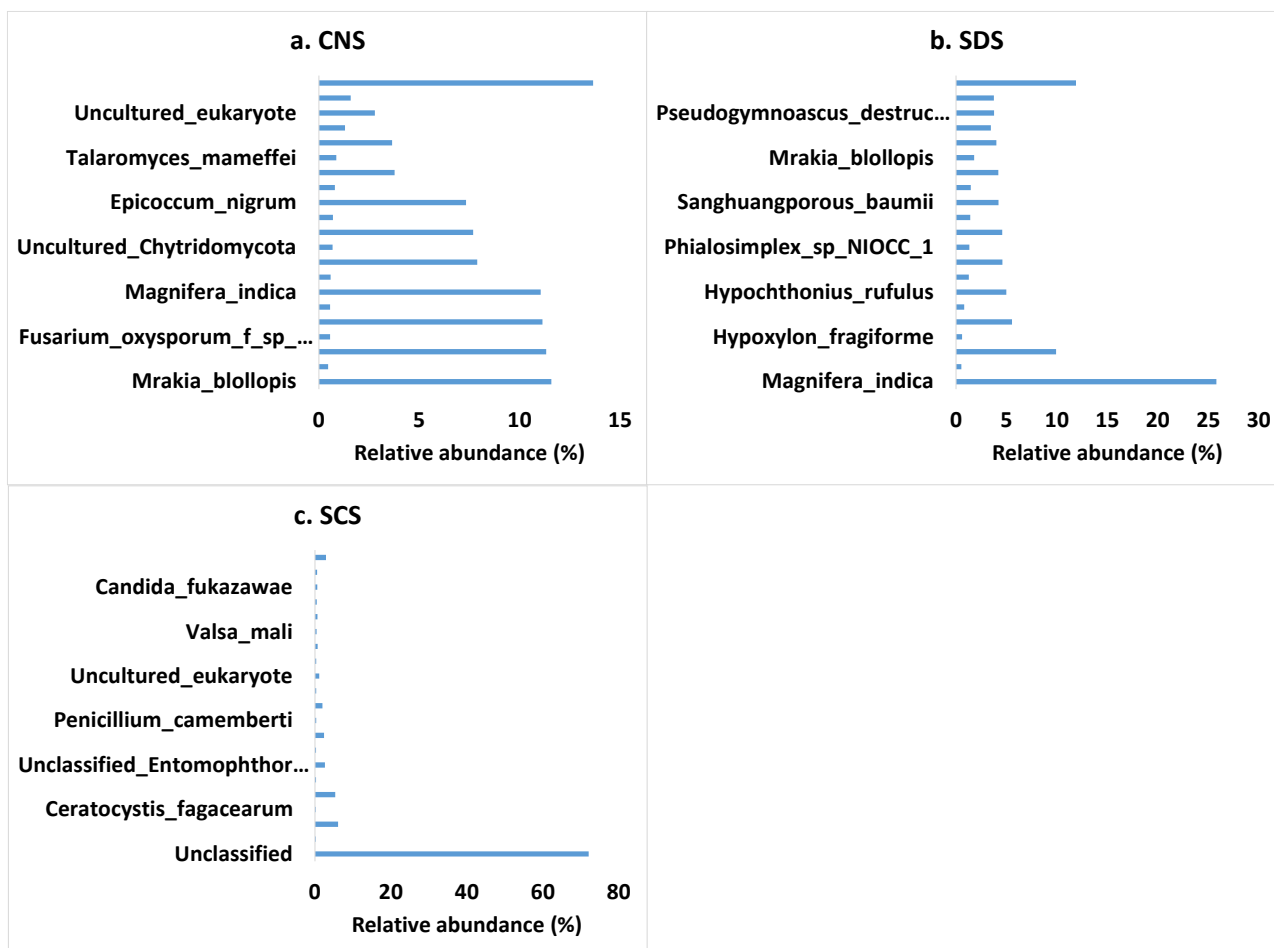 a. CNS
Uncultured_eukaryote
Talaromyces_mameffei
Epicoccum_nigrum
Uncultured_Chytridomycota
Magnifera_indica
Fusarium_oxysporum_f_sp_...
Mrakia_blollopis
0 5 10 15
Relative abundance (%)
b. SDS
Pseudogymnoascus_destruc...
Mrakia_blollopis
Sanghuangporous_baumii
Phialosimplex_sp_NIOCC_1
Hypochthonius_rufulus
Hypoxylon_fragiforme
Magnifera_indica
0 5 10 15 20 25 30
Relative abundance (%)
c. SCS
Candida_fukazawae
Valsa_mali
Uncultured_eukaryote
Penicillium_camemberti
Unclassified_Entomophthor...
Ceratocystis_fagacearum
Unclassified
0 20 40 60 80
Relative abundance (%)